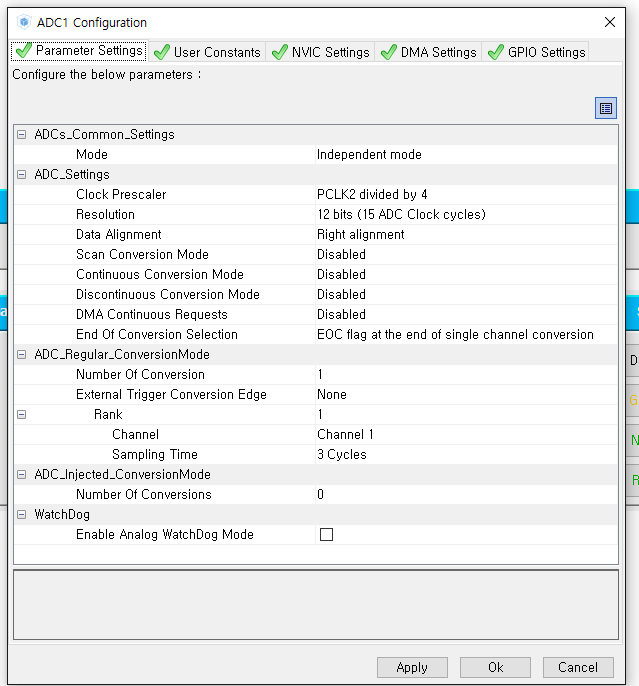 ADC1 Configuration
Parameter Settings User Constants NVIC Settings DMA Settings GPIO Settings
Configure the below parameters :
ADCs_Common_Settings
Mode Independent mode
ADC_Settings
Clock Prescaler PCLK2 divided by 4
Resolution 12 bits (15 ADC Clock cycles)
Data Alignment Right alignment
Scan Conversion Mode Disabled
Continuous Conversion Mode Disabled
Discontinuous Conversion Mode Disabled
DMA Continuous Requests Disabled
End Of Conversion Selection EOC flag at the end of single channel conversion
ADC_Regular_ConversionMode
Number Of Conversion 1
External Trigger Conversion Edge None
Rank 1
Channel Channel 1
Sampling Time 3 Cycles
ADC_Injected_ConversionMode
Number Of Conversions 0
WatchDog
Enable Analog WatchDog Mode
Apply Ok Cancel